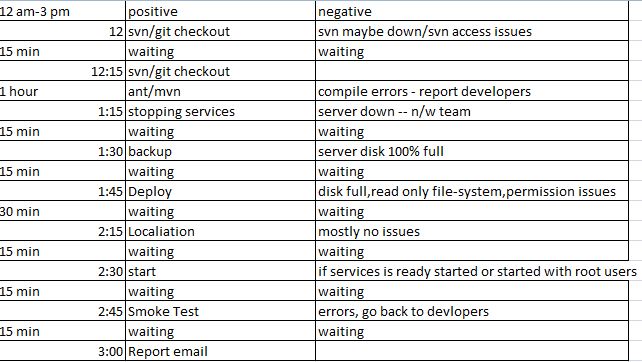 12 am-3 pm positive negative
12 svn/git checkout svn maybe down/svn access issues
15 min waiting waiting
12:15 svn/git checkout
1 hour ant/mvn compile errors - report developers
1:15 stopping services server down -- n/w team
15 min waiting waiting
1:30 backup server disk 100% full
15 min waiting waiting
1:45 Deploy disk full,read only file-system,permission issues
30 min waiting waiting
2:15 Localiation mostly no issues
15 min waiting waiting
2:30 start if services is ready started or started with root users
15 min waiting waiting
2:45 Smoke Test errors, go back to devlopers
15 min waiting waiting
3:00 Report email